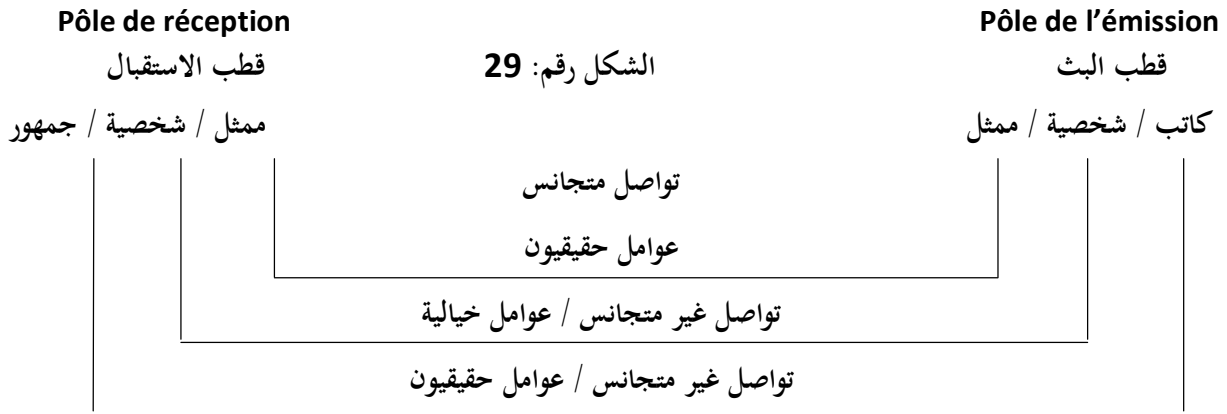 Pôle de réception Pôle de l’émission
قطب البث الشكل رقم: 29 قطب الاستقبال
كاتب / شخصية / ممثل ممثل / شخصية / جمهور
تواصل متجانس
عوامل حقيقيون
تواصل غير متجانس / عوامل خيالية
تواصل غير متجانس / عوامل حقيقيون